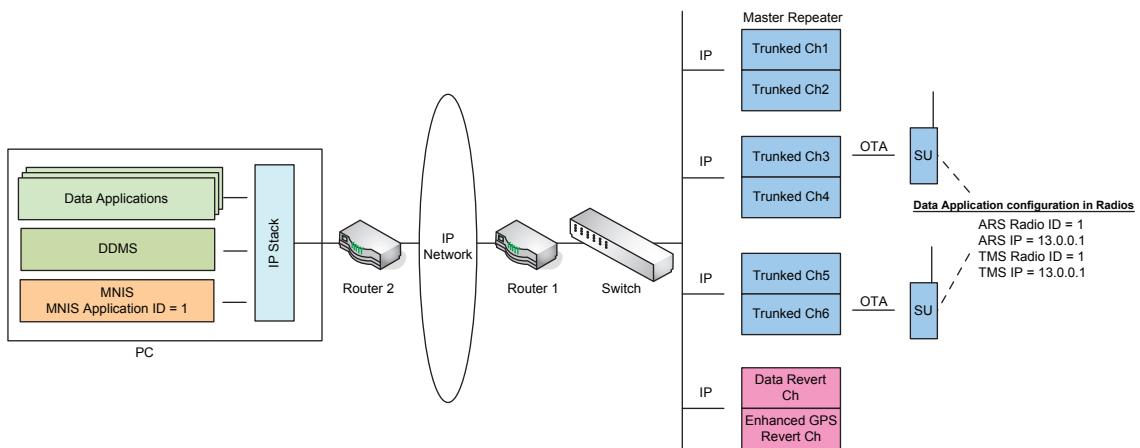 Data Applications
DDMS
MNIS
MNIS Application ID = 1
IP Stack
PC
Router 2
IP
Network
Router 1
Switch
Master Repeater
IP
Trunked Ch1
Trunked Ch2
IP
Trunked Ch3
Trunked Ch4
OTA
SU
Data Application configuration in Radios
ARS Radio ID = 1
ARS IP = 13.0.0.1
TMS Radio ID = 1
TMS IP = 13.0.0.1
IP
Trunked Ch5
Trunked Ch6
OTA
SU
IP
Data Revert
Ch
Enhanced GPS
Revert Ch